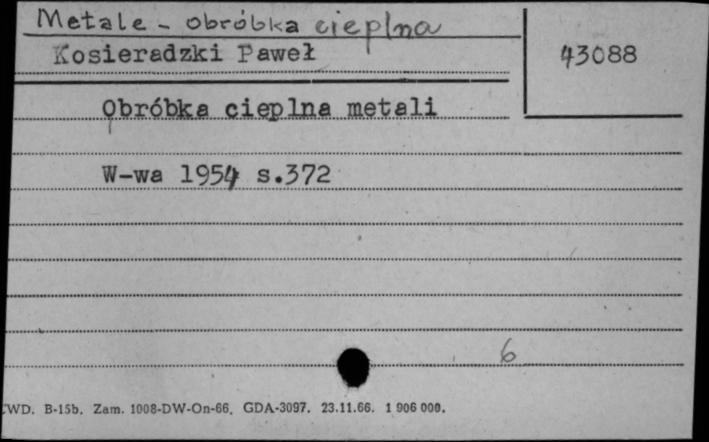 Metale - obróbka cieplna
Kosieradzki Paweł
43088
Obróbka cieplna metali
W-wa 1954 s.372
6
CWD. B-15b. Zam. 1008-DW-On-66. GDA-3097. 23.11.66. 1 906 000.